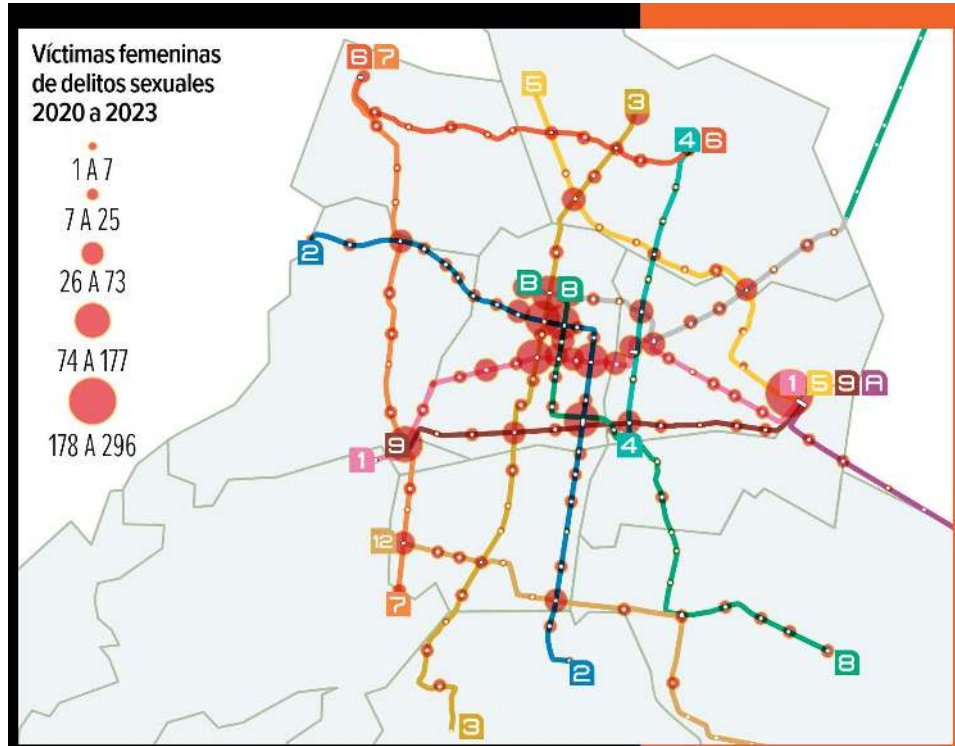 Víctimas femeninas
de delitos sexuales
2020 a 2023
1 A 7
7 A 25
26 A 73
74 A 177
178 A 296
6 7
5
3
4 6
2
B 8
1 5 9 A
9
1
4
12
7
2
8
3